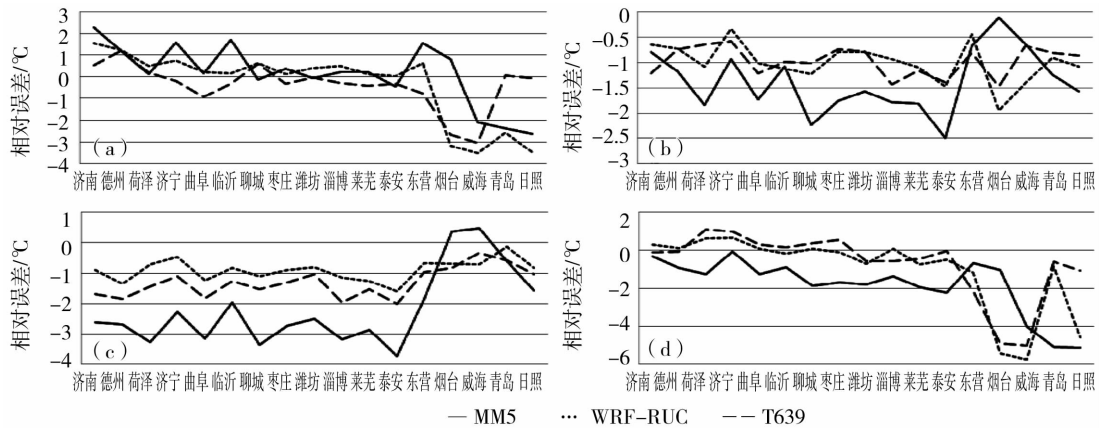 3
2
1
0
−1
−2
−3
−4
相对误差/℃
(a)
济南 德州 荷泽 济宁 曲阜 临沂 聊城 枣庄 潍坊 淄博 莱芜 泰安 东营 烟台 威海 青岛 日照
0
−0.5
−1
−1.5
−2
−2.5
−3
相对误差/℃
(b)
济南 德州 荷泽 济宁 曲阜 临沂 聊城 枣庄 潍坊 淄博 莱芜 泰安 东营 烟台 威海 青岛 日照
1
0
−1
−2
−3
−4
相对误差/℃
(c)
济南 德州 荷泽 济宁 曲阜 临沂 聊城 枣庄 潍坊 淄博 莱芜 泰安 东营 烟台 威海 青岛 日照
2
0
−2
−4
−6
相对误差/℃
(d)
济南 德州 荷泽 济宁 曲阜 临沂 聊城 枣庄 潍坊 淄博 莱芜 泰安 东营 烟台 威海 青岛 日照
MM5 WRF−RUC T639